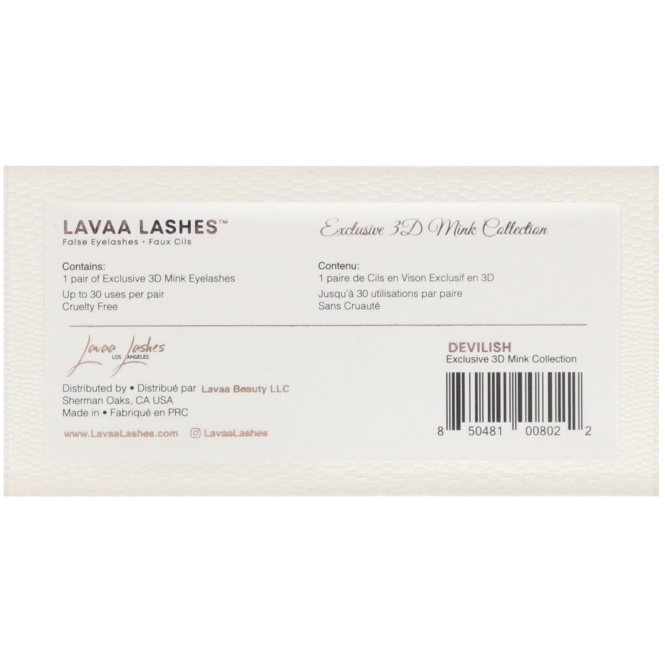 LAVAA LASHES™
False Eyelashes • Faux Cils
Exclusive 3D Mink Collection
Contains:
1 pair of Exclusive 3D Mink Eyelashes
Up to 30 uses per pair
Cruelty Free
Contenu:
1 paire de Cils en Vison Exclusif en 3D
Jusqu'à 30 utilisations par paire
Sans Cruauté
Lavaa Lashes
LOS ANGELES
Distributed by • Distribué par Lavaa Beauty LLC
Sherman Oaks, CA USA
Made in • Fabriqué en PRC
www.LavaaLashes.com LavaaLashes
DEVILISH
Exclusive 3D Mink Collection
8 50481 00802 2